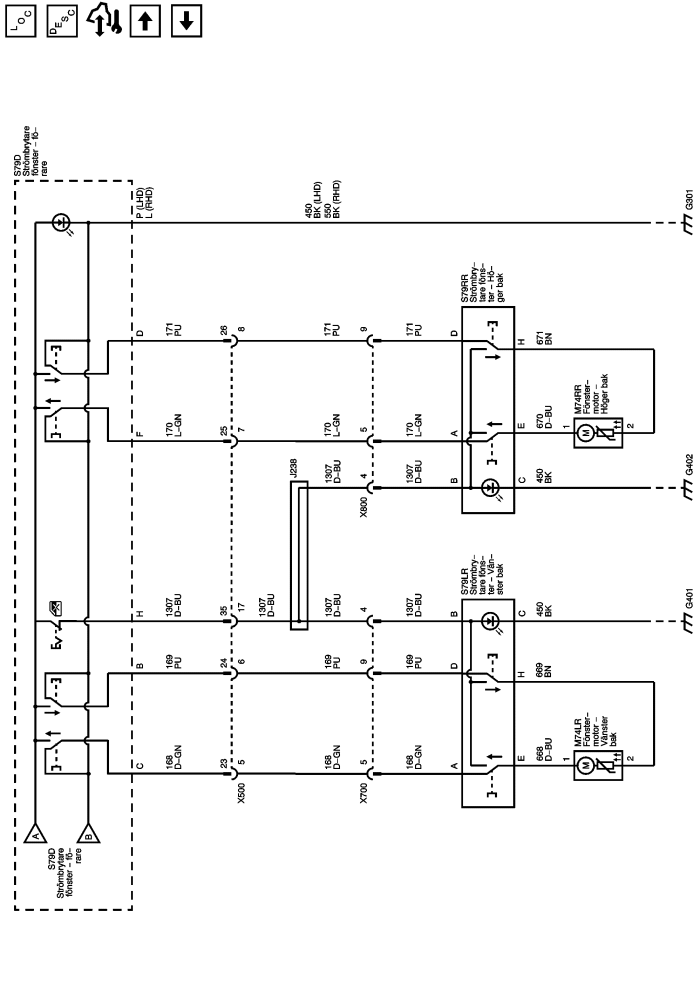 LOC
DESC
S79D
Strömbrytare
fönster – fö–
rare
P (LHD)
L (RHD)
450
BK (LHD)
550
BK (RHD)
G301
D
171
PU
26
8
171
PU
9
171
PU
D
S79RR
Strömbry–
tare föns–
ter – Hö–
ger bak
H
671
BN
F
170
L–GN
25
7
170
L–GN
5
170
L–GN
A
E
670
D–BU
1
M74RR
Fönster–
motor –
Höger bak
M
2
J238
1307
D–BU
4
X800
1307
D–BU
B
C
450
BK
G402
H
1307
D–BU
35
17
1307
D–BU
1307
D–BU
4
1307
D–BU
B
S79LR
Strömbry–
tare föns–
ter – Vän–
ster bak
C
450
BK
G401
B
169
PU
24
6
169
PU
9
169
PU
D
H
669
BN
C
168
D–GN
23
5
X500
168
D–GN
5
X700
168
D–GN
A
E
668
D–BU
1
M74LR
Fönster–
motor –
Vänster
bak
M
2
A
B
S79D
Strömbrytare
fönster – fö–
rare